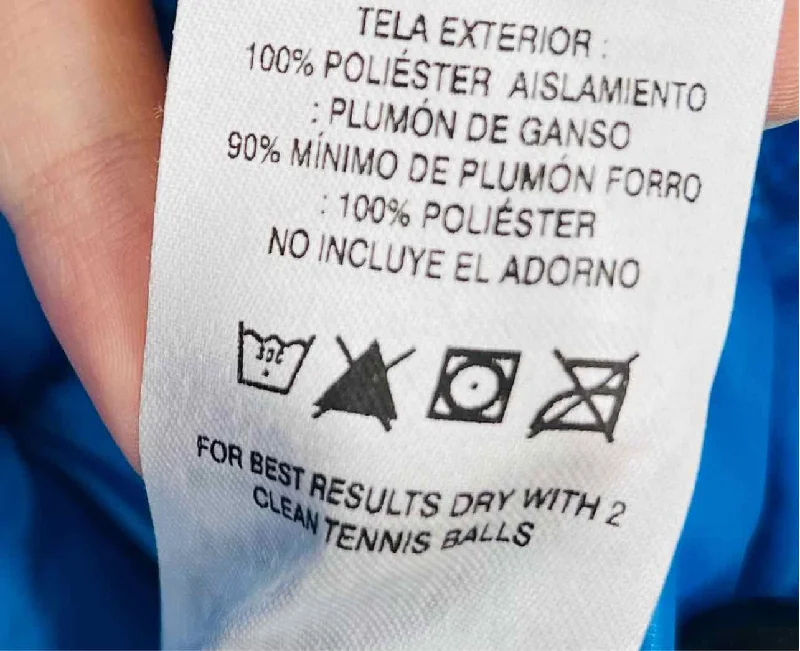 TELA EXTERIOR :
100% POLIÉSTER AISLAMIENTO
: PLUMÓN DE GANSO
90% MÍNIMO DE PLUMÓN FORRO
: 100% POLIÉSTER
NO INCLUYE EL ADORNO
30C
FOR BEST RESULTS DRY WITH 2
CLEAN TENNIS BALLS